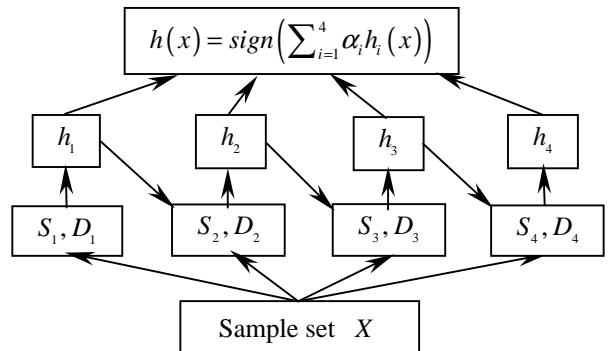 h(x) = sign(∑_{i=1}^{4} α_i h_i(x))
h_1 h_2 h_3 h_4
S_1, D_1 S_2, D_2 S_3, D_3 S_4, D_4
Sample set X